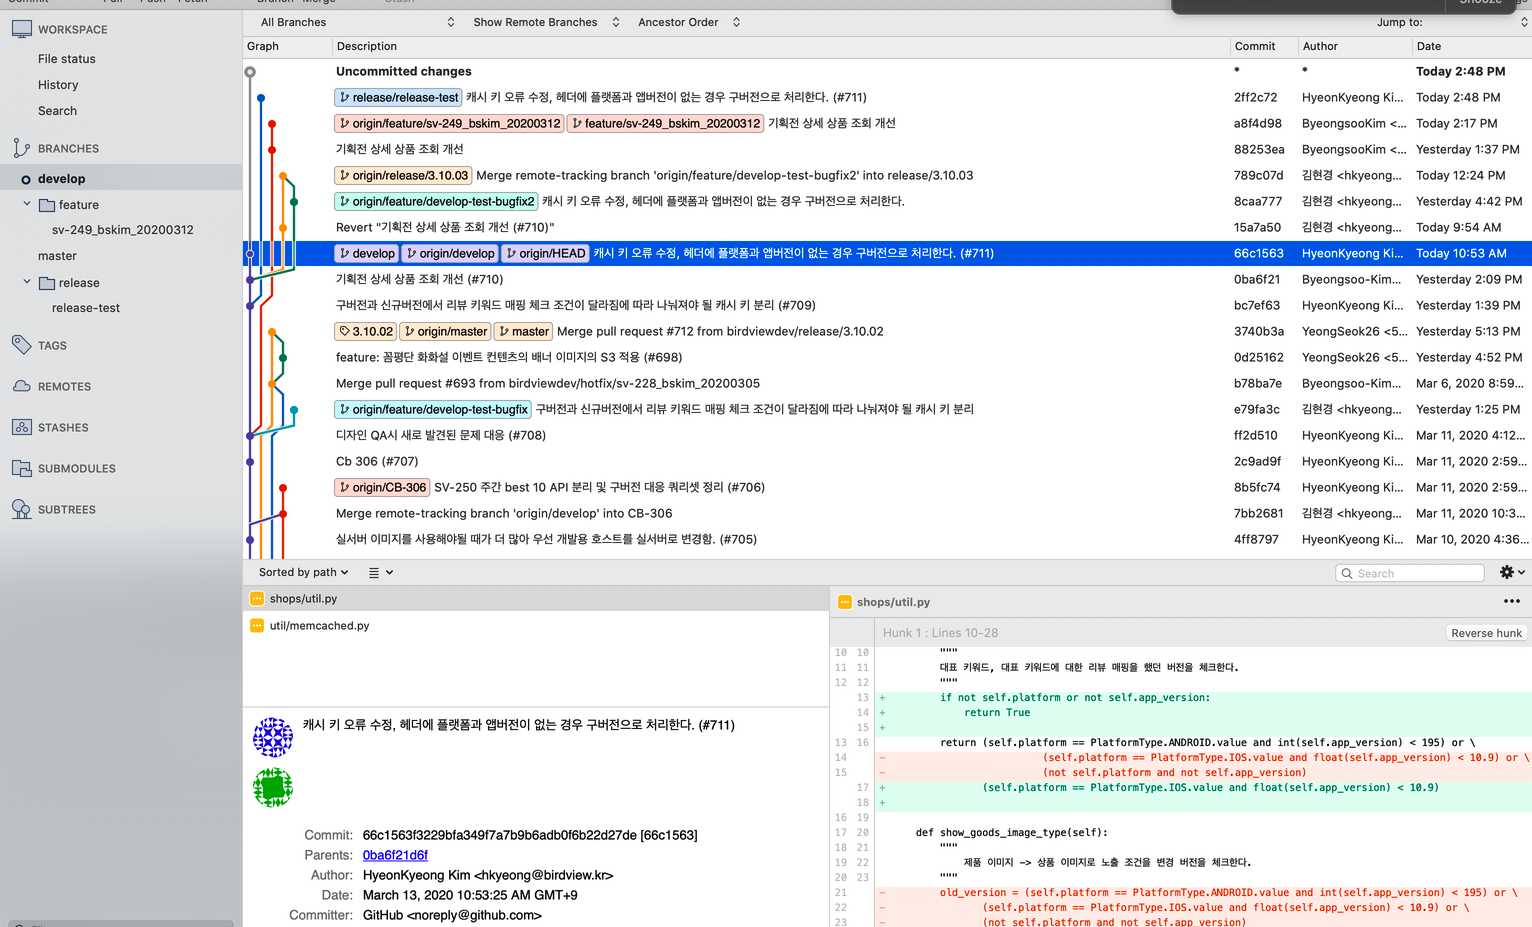 All Branches Show Remote Branches Ancestor Order Jump to:
Graph Description Commit Author Date
WORKSPACE
File status
History
Search
BRANCHES
develop
feature
sv-249_bskim_20200312
master
release
release-test
TAGS
REMOTES
STASHES
SUBMODULES
SUBTREES
Uncommitted changes * * Today 2:48 PM
release/release-test 캐시 키 오류 수정, 헤더에 플랫폼과 앱버전이 없는 경우 구버전으로 처리한다. (#711) 2ff2c72 HyeonKyeong Ki... Today 2:48 PM
origin/feature/sv-249_bskim_20200312 feature/sv-249_bskim_20200312 기획전 상세 상품 조회 개선 a8f4d98 ByeongsooKim <... Today 2:17 PM
기획전 상세 상품 조회 개선 88253ea ByeongsooKim <... Yesterday 1:37 PM
origin/release/3.10.03 Merge remote-tracking branch 'origin/feature/develop-test-bugfix2' into release/3.10.03 789c07d 김현경 <hkyeong... Today 12:24 PM
origin/feature/develop-test-bugfix2 캐시 키 오류 수정, 헤더에 플랫폼과 앱버전이 없는 경우 구버전으로 처리한다. 8caa777 김현경 <hkyeong... Yesterday 4:42 PM
Revert "기획전 상세 상품 조회 개선 (#710)" 15a7a50 김현경 <hkyeong... Today 9:54 AM
develop origin/develop origin/HEAD 캐시 키 오류 수정, 헤더에 플랫폼과 앱버전이 없는 경우 구버전으로 처리한다. (#711) 66c1563 HyeonKyeong Ki... Today 10:53 AM
기획전 상세 상품 조회 개선 (#710) 0ba6f21 Byeongsoo-Kim... Yesterday 2:09 PM
구버전과 신규버전에서 리뷰 키워드 매핑 체크 조건이 달라짐에 따라 나눠져야 될 캐시 키 분리 (#709) bc7ef63 HyeonKyeong Ki... Yesterday 1:39 PM
3.10.02 origin/master master Merge pull request #712 from birdviewdev/release/3.10.02 3740b3a YeongSeok26 <5... Yesterday 5:13 PM
feature: 꼼평단 화화설 이벤트 컨텐츠의 배너 이미지의 S3 적용 (#698) 0d25162 YeongSeok26 <5... Yesterday 4:52 PM
Merge pull request #693 from birdviewdev/hotfix/sv-228_bskim_20200305 b78ba7e Byeongsoo-Kim... Mar 6, 2020 8:59...
origin/feature/develop-test-bugfix 구버전과 신규버전에서 리뷰 키워드 매핑 체크 조건이 달라짐에 따라 나눠져야 될 캐시 키 분리 e79fa3c 김현경 <hkyeong... Yesterday 1:25 PM
디자인 QA시 새로 발견된 문제 대응 (#708) ff2d510 HyeonKyeong Ki... Mar 11, 2020 4:12...
Cb 306 (#707) 2c9ad9f HyeonKyeong Ki... Mar 11, 2020 2:59...
origin/CB-306 SV-250 주간 best 10 API 분리 및 구버전 대응 쿼리셋 정리 (#706) 8b5fc74 HyeonKyeong Ki... Mar 11, 2020 2:59...
Merge remote-tracking branch 'origin/develop' into CB-306 7bb2681 김현경 <hkyeong... Mar 11, 2020 10:3...
실서버 이미지를 사용해야될 때가 더 많아 우선 개발용 호스트를 실서버로 변경함. (#705) 4ff8797 HyeonKyeong Ki... Mar 10, 2020 4:36...
Sorted by path Search
shops/util.py
util/memcached.py
캐시 키 오류 수정, 헤더에 플랫폼과 앱버전이 없는 경우 구버전으로 처리한다. (#711)
Commit: 66c1563f3229bfa349f7a7b9b6adb0f6b22d27de [66c1563]
Parents: 0ba6f21d6f
Author: HyeonKyeong Kim <hkyeong@birdview.kr>
Date: March 13, 2020 10:53:25 AM GMT+9
Committer: GitHub <noreply@github.com>
shops/util.py
Hunk 1 : Lines 10-28 Reverse hunk
10 10 """
11 11 대표 키워드, 대표 키워드에 대한 리뷰 매핑을 했던 버전을 체크한다.
12 12 """
13 + if not self.platform or not self.app_version:
14 + return True
15 +
13 16 return (self.platform == PlatformType.ANDROID.value and int(self.app_version) < 195) or \
14 - (self.platform == PlatformType.IOS.value and float(self.app_version) < 10.9) or \
15 - (not self.platform and not self.app_version)
17 + (self.platform == PlatformType.IOS.value and float(self.app_version) < 10.9)
18 +
16 19
17 20 def show_goods_image_type(self):
18 21 """
19 22 제품 이미지 -> 상품 이미지로 노출 조건을 변경 버전을 체크한다.
20 23 """
21 - old_version = (self.platform == PlatformType.ANDROID.value and int(self.app_version) < 195) or \
22 - (self.platform == PlatformType.IOS.value and float(self.app_version) < 10.9) or \
23 - (not self.platform and not self.app_version)